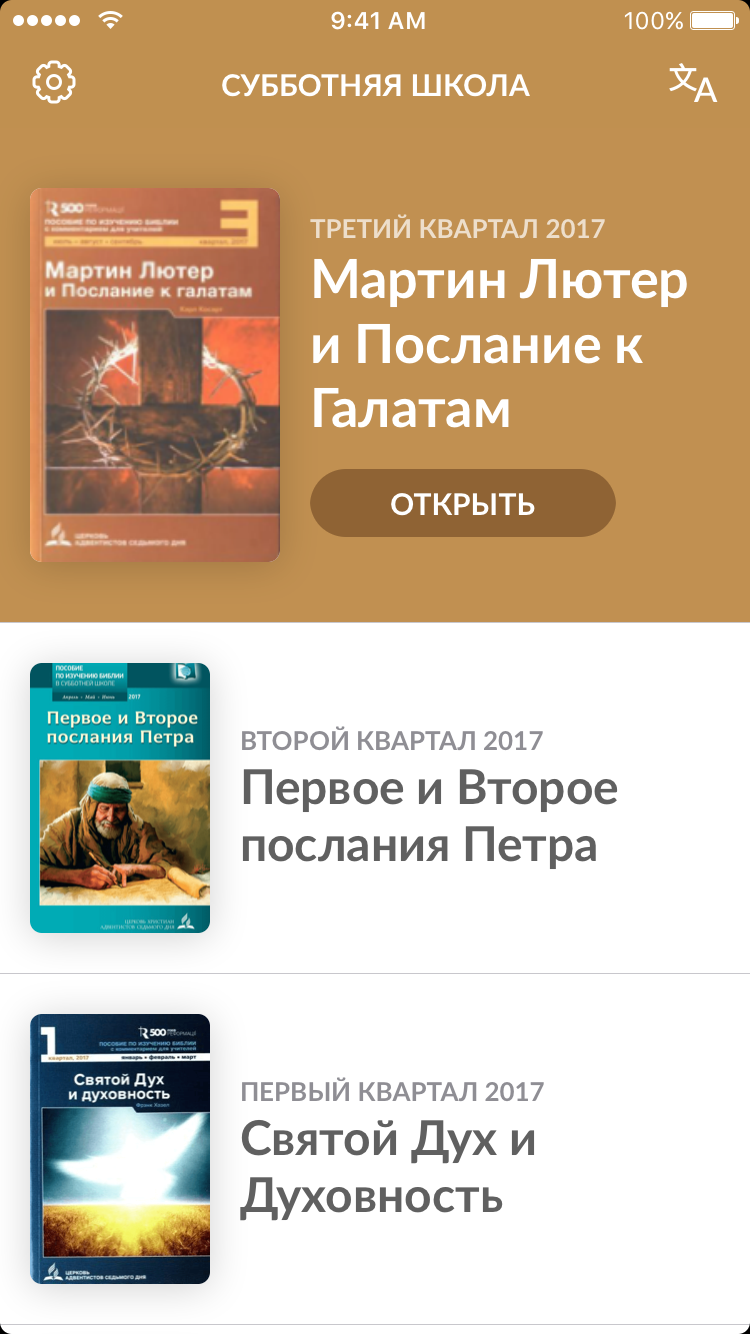 9:41 AM
100%
СУББОТНЯЯ ШКОЛА
文A
500
ПОСОБИЕ ПО ИЗУЧЕНИЮ БИБЛИИ
с комментарием для учителей
июль • август • сентябрь
квартал, 2017
3
Мартин Лютер
и Послание к галатам
ЦЕРКОВЬ
АДВЕНТИСТОВ СЕДЬМОГО ДНЯ
ТРЕТИЙ КВАРТАЛ 2017
Мартин Лютер
и Послание к
Галатам
ОТКРЫТЬ
ПОСОБИЕ
ПО ИЗУЧЕНИЮ БИБЛИИ
В СУББОТНЕЙ ШКОЛЕ
Апрель • Май • Июнь 2017
Первое и Второе
послания Петра
ЦЕРКОВЬ ХРИСТИАН
АДВЕНТИСТОВ СЕДЬМОГО ДНЯ
ВТОРОЙ КВАРТАЛ 2017
Первое и Второе
послания Петра
1
500
ПОСОБИЕ ПО ИЗУЧЕНИЮ БИБЛИИ
с комментарием для учителей
квартал, 2017
январь • февраль • март
Святой Дух
и духовность
ЦЕРКОВЬ
АДВЕНТИСТОВ СЕДЬМОГО ДНЯ
ПЕРВЫЙ КВАРТАЛ 2017
Святой Дух и
Духовность